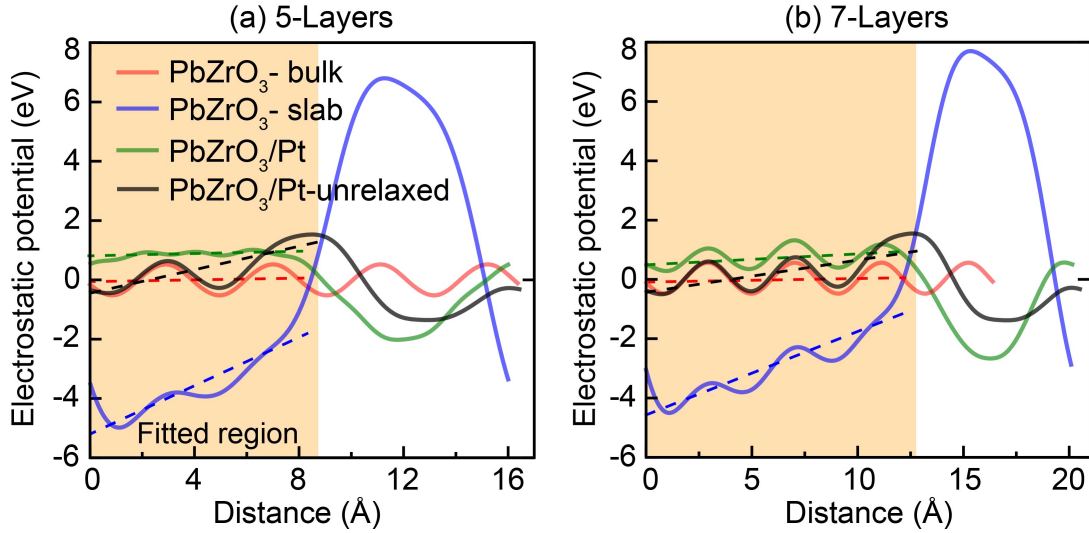 (a) 5-Layers
(b) 7-Layers
Electrostatic potential (eV)
8
6
4
2
0
-2
-4
-6
PbZrO₃- bulk
PbZrO₃- slab
PbZrO₃/Pt
PbZrO₃/Pt-unrelaxed
Fitted region
0 4 8 12 16
Distance (Å)
Electrostatic potential (eV)
8
6
4
2
0
-2
-4
-6
0 5 10 15 20
Distance (Å)